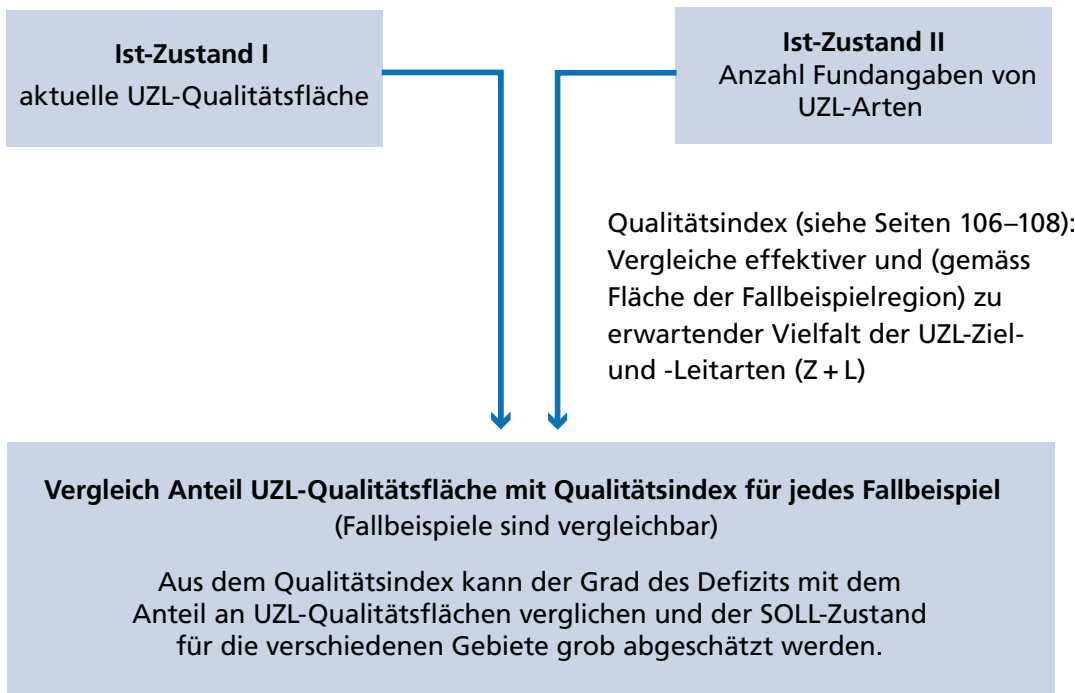 Ist-Zustand I
aktuelle UZL-Qualitätsfläche
Ist-Zustand II
Anzahl Fundangaben von
UZL-Arten
Qualitätsindex (siehe Seiten 106–108):
Vergleiche effektiver und (gemäss
Fläche der Fallbeispielregion) zu
erwartender Vielfalt der UZL-Ziel-
und -Leitarten (Z + L)
Vergleich Anteil UZL-Qualitätsfläche mit Qualitätsindex für jedes Fallbeispiel
(Fallbeispiele sind vergleichbar)
Aus dem Qualitätsindex kann der Grad des Defizits mit dem
Anteil an UZL-Qualitätsflächen verglichen und der SOLL-Zustand
für die verschiedenen Gebiete grob abgeschätzt werden.